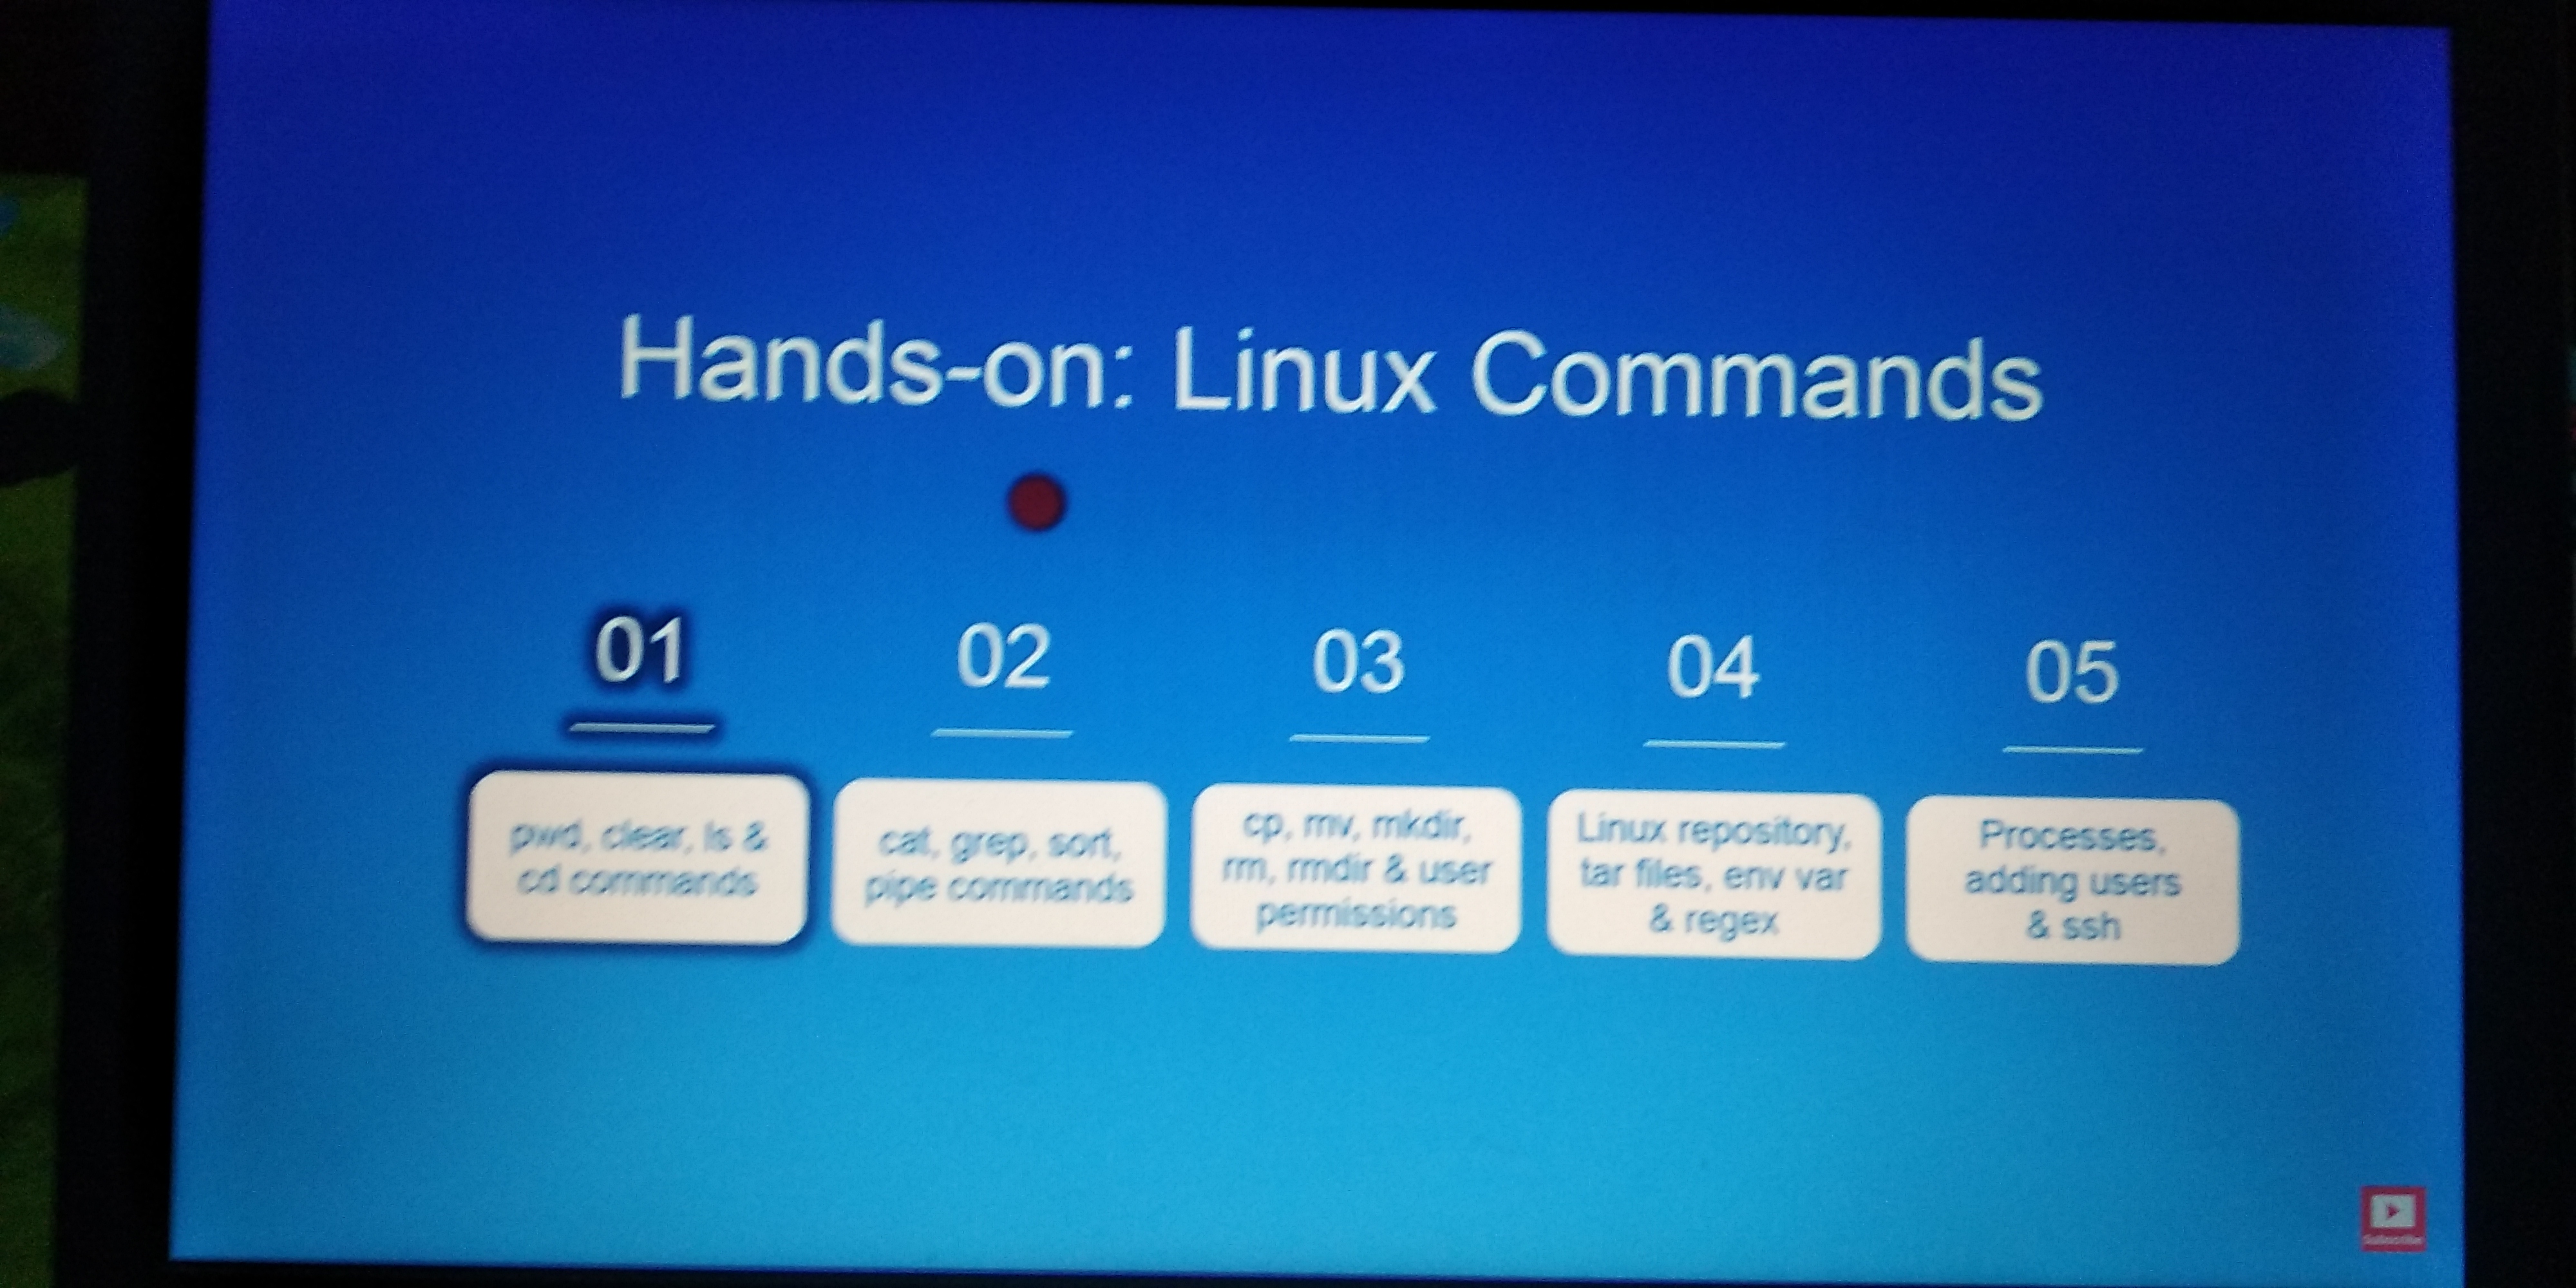 Hands-on: Linux Commands
01
02
03
04
05
pwd, clear, ls &
cd commands
cat, grep, sort,
pipe commands
cp, mv, mkdir,
rm, rmdir & user
permissions
Linux repository,
tar files, env var
& regex
Processes,
adding users
& ssh